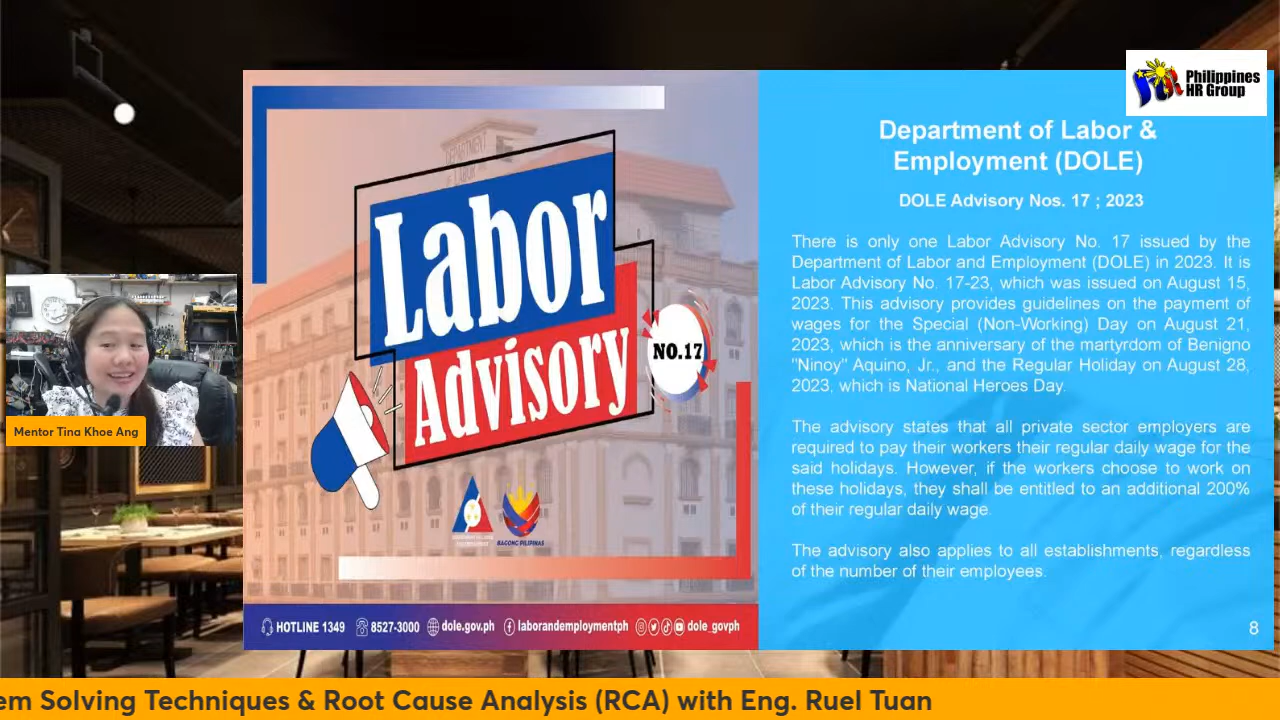 Philippines
HR Group
Department of Labor &
Employment (DOLE)
DOLE Advisory Nos. 17 ; 2023
There is only one Labor Advisory No. 17 issued by the
Department of Labor and Employment (DOLE) in 2023. It is
Labor Advisory No. 17-23, which was issued on August 15,
2023. This advisory provides guidelines on the payment of
wages for the Special (Non-Working) Day on August 21,
2023, which is the anniversary of the martyrdom of Benigno
"Ninoy" Aquino, Jr., and the Regular Holiday on August 28,
2023, which is National Heroes Day.
The advisory states that all private sector employers are
required to pay their workers their regular daily wage for the
said holidays. However, if the workers choose to work on
these holidays, they shall be entitled to an additional 200%
of their regular daily wage.
The advisory also applies to all establishments, regardless
of the number of their employees.
8
Labor
Advisory
NO.17
BAGONG PILIPINAS
HOTLINE 1349 8527-3000 dole.gov.ph laborandemploymentph dole_govph
Mentor Tina Khoe Ang
em Solving Techniques & Root Cause Analysis (RCA) with Eng. Ruel Tuan